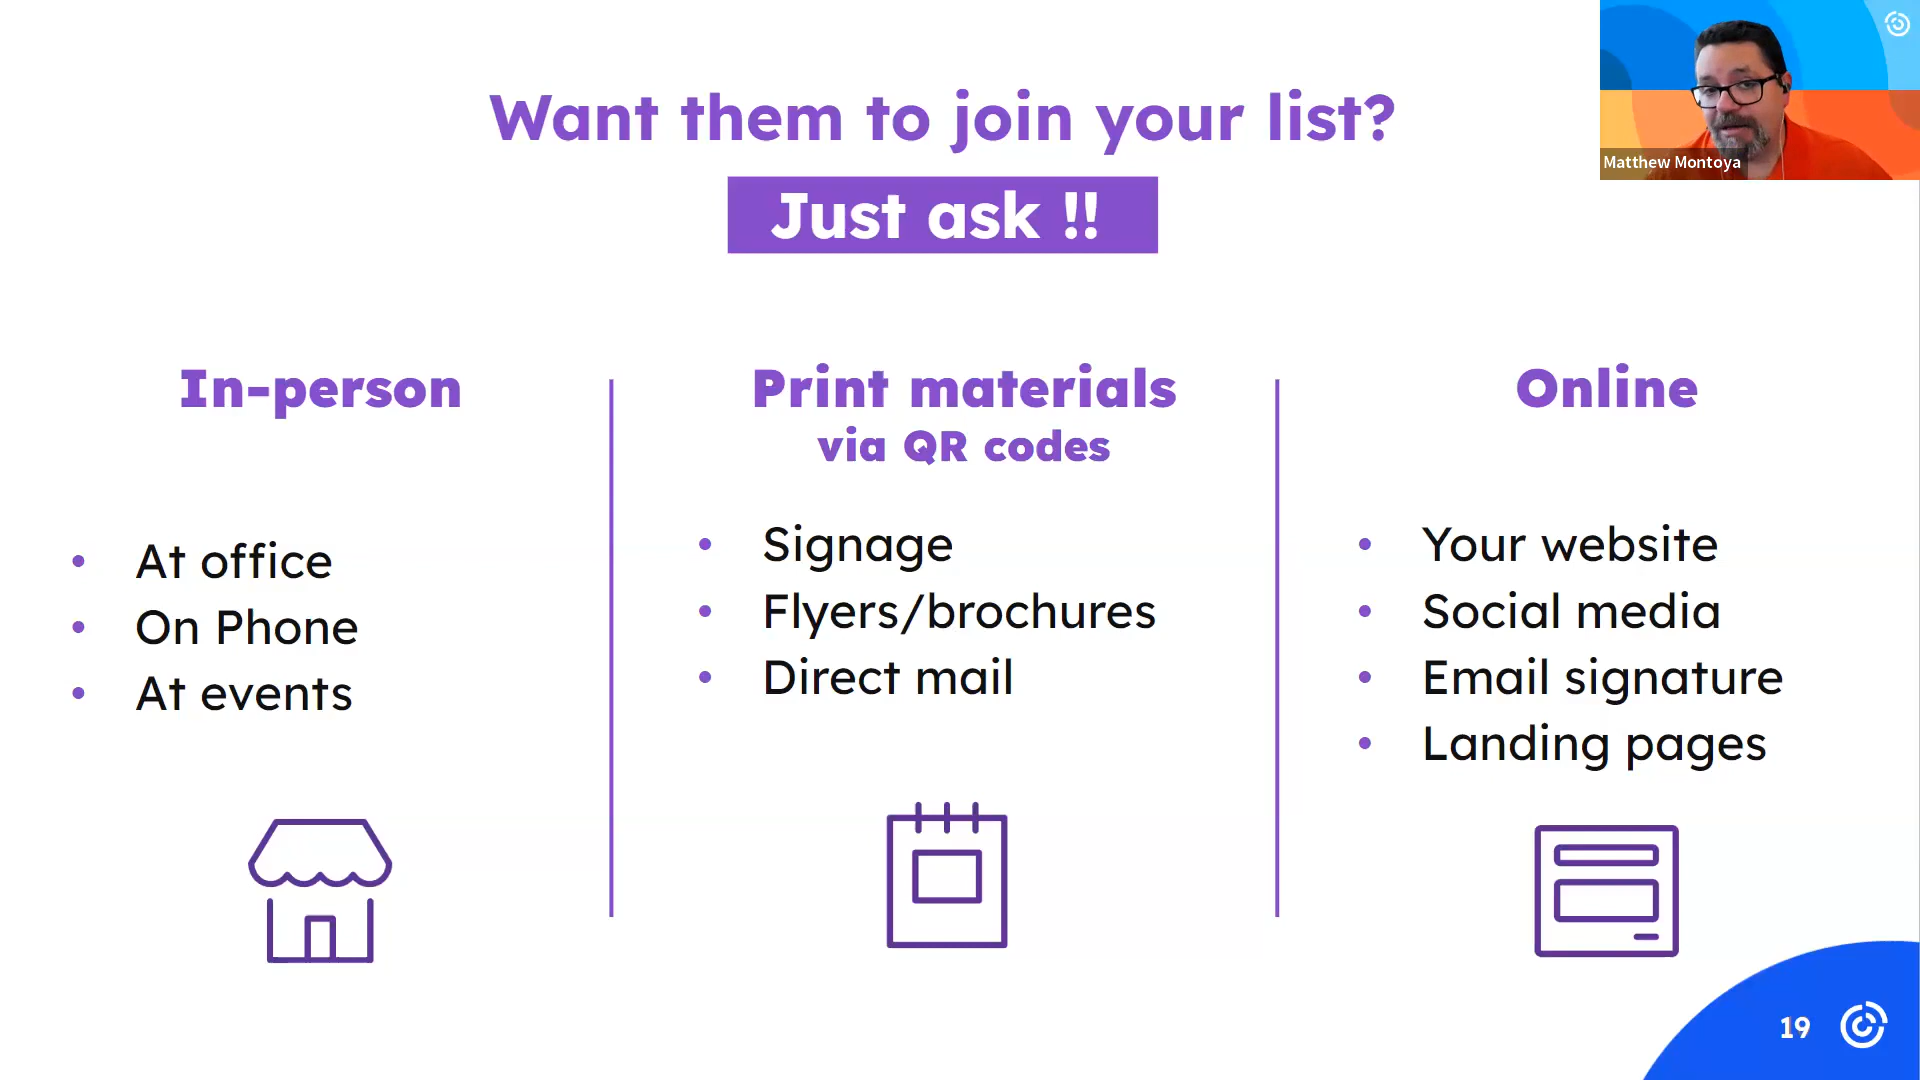 Want them to join your list?
Just ask !!
Matthew Montoya
In-person
• At office
• On Phone
• At events
Print materials
via QR codes
• Signage
• Flyers/brochures
• Direct mail
Online
• Your website
• Social media
• Email signature
• Landing pages
19